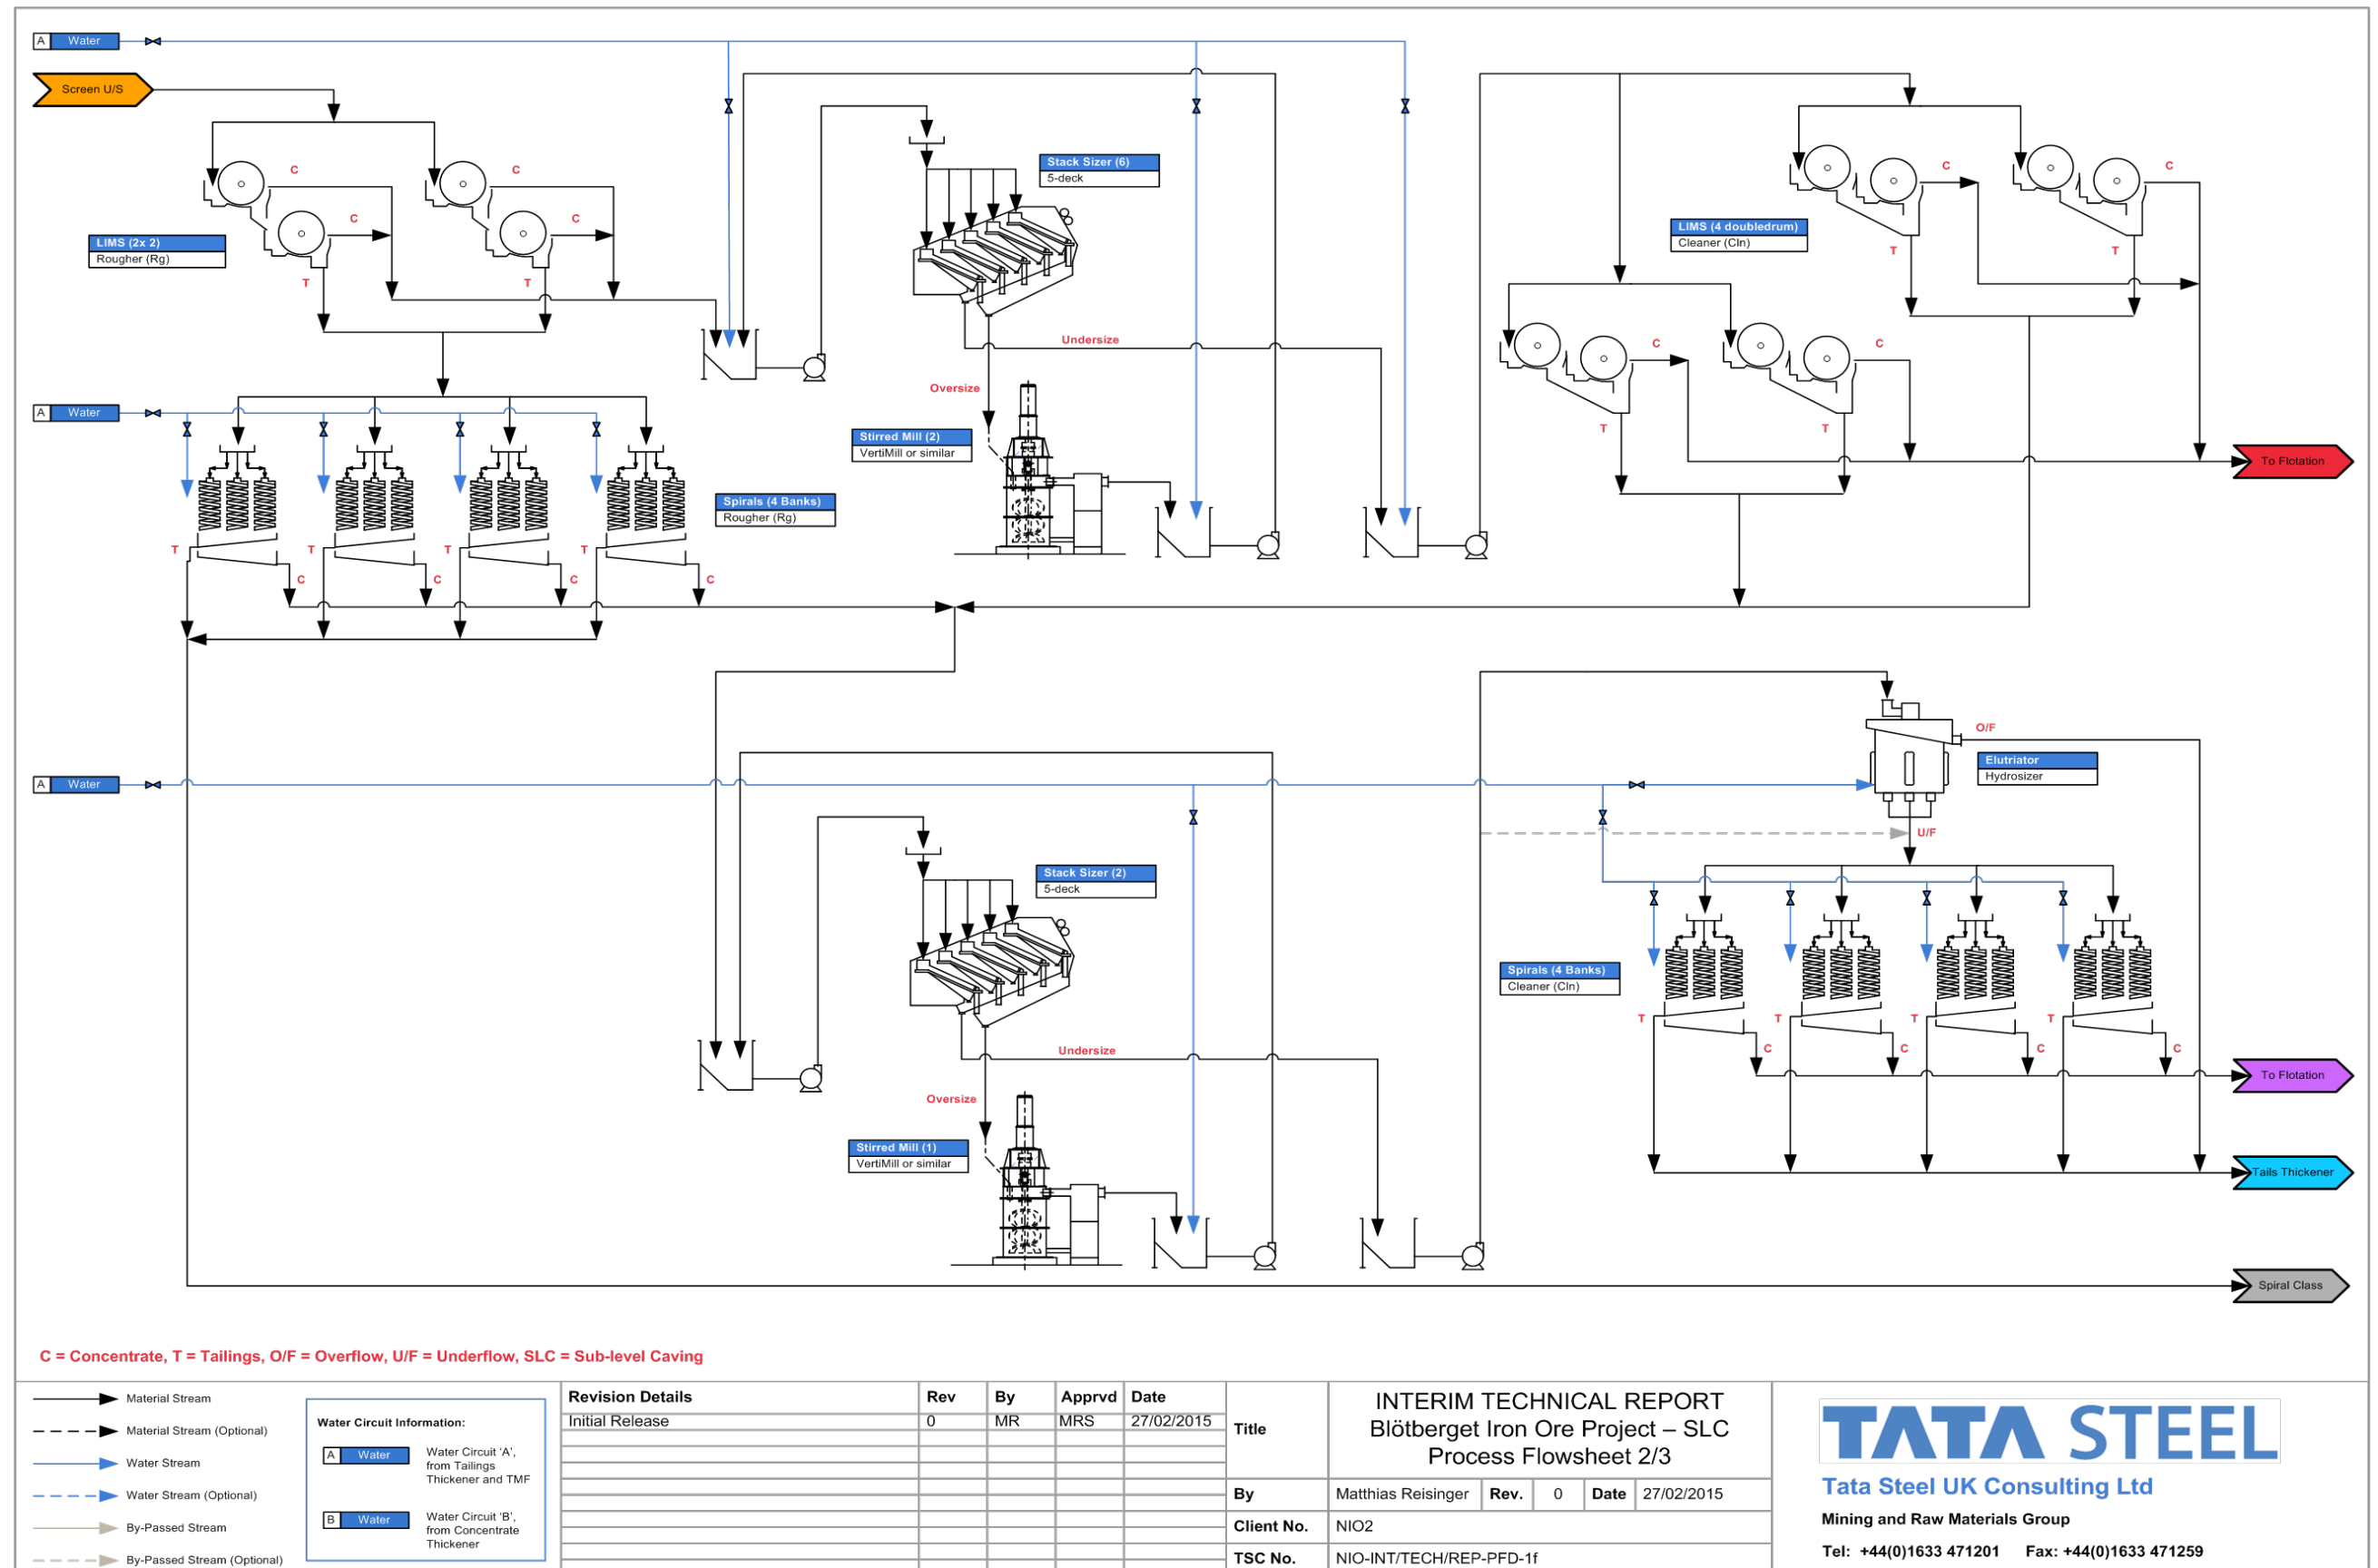 A Water
Screen U/S
C
C
C
C
T
T
LIMS (2x 2)
Rougher (Rg)
Stack Sizer (6)
5-deck
Undersize
Oversize
Stirred Mill (2)
VertiMill or similar
C
C
LIMS (4 doubledrum)
Cleaner (Cln)
T
T
C
C
T
T
To Flotation
A Water
Spirals (4 Banks)
Rougher (Rg)
T
T
T
T
C
C
C
C
A Water
O/F
Elutriator
Hydrosizer
U/F
Stack Sizer (2)
5-deck
Undersize
Oversize
Stirred Mill (1)
VertiMill or similar
Spirals (4 Banks)
Cleaner (Cln)
T
T
T
T
C
C
C
C
To Flotation
Tails Thickener
Spiral Class
C = Concentrate, T = Tailings, O/F = Overflow, U/F = Underflow, SLC = Sub-level Caving
Material Stream
Material Stream (Optional)
Water Stream
Water Stream (Optional)
By-Passed Stream
By-Passed Stream (Optional)
Water Circuit Information:
A Water
Water Circuit 'A',
from Tailings
Thickener and TMF
B Water
Water Circuit 'B',
from Concentrate
Thickener
Revision Details Rev By Apprvd Date
Initial Release 0 MR MRS 27/02/2015
Title
INTERIM TECHNICAL REPORT
Blötberget Iron Ore Project – SLC
Process Flowsheet 2/3
By Matthias Reisinger Rev. 0 Date 27/02/2015
Client No. NIO2
TSC No. NIO-INT/TECH/REP-PFD-1f
TATA STEEL
Tata Steel UK Consulting Ltd
Mining and Raw Materials Group
Tel: +44(0)1633 471201 Fax: +44(0)1633 471259